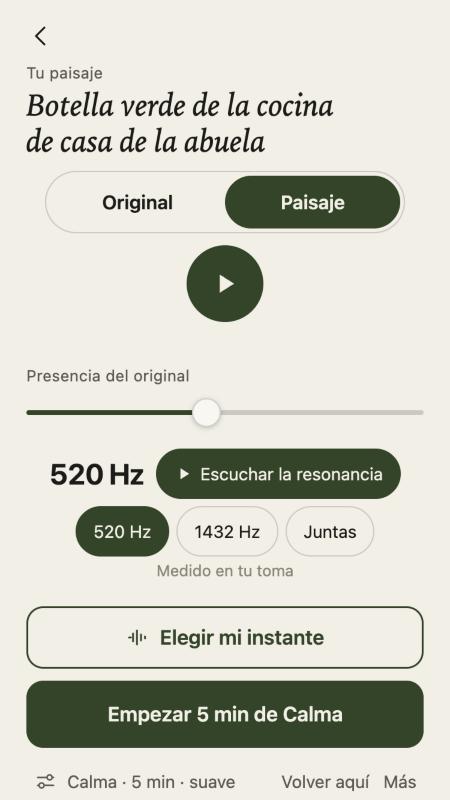 Tu paisaje
Botella verde de la cocina
de casa de la abuela
Original Paisaje
Presencia del original
520 Hz Escuchar la resonancia
520 Hz 1432 Hz Juntas
Medido en tu toma
Elegir mi instante
Empezar 5 min de Calma
Calma · 5 min · suave Volver aquí Más